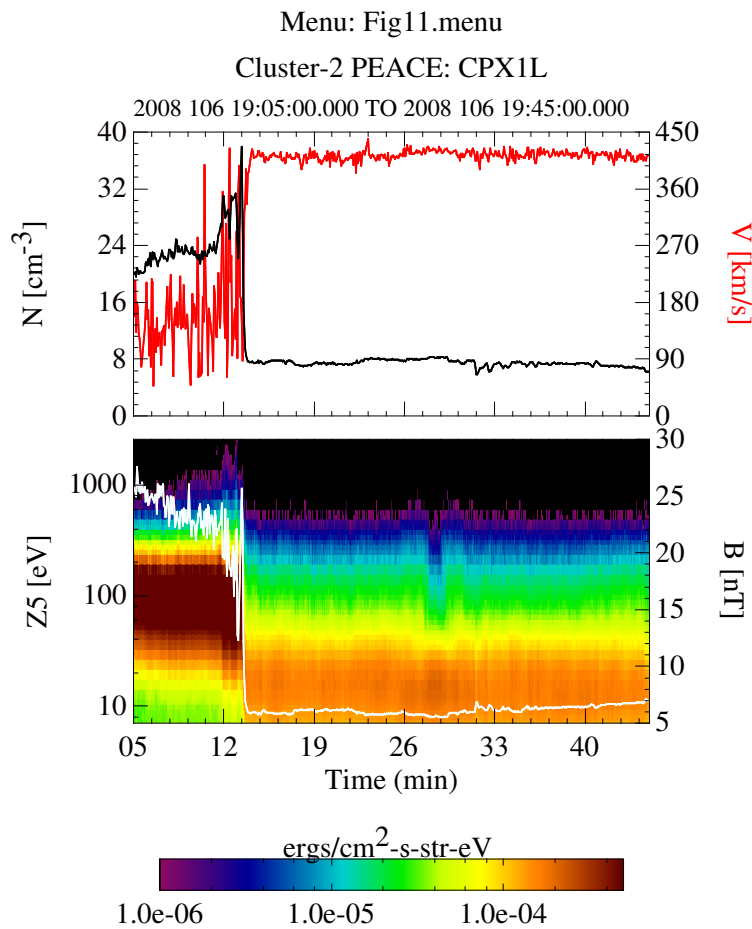 Menu: Fig11.menu
Cluster-2 PEACE: CPX1L
2008 106 19:05:00.000 TO 2008 106 19:45:00.000
40
32
24
16
8
0
N [cm-3]
450
360
270
180
90
0
V [km/s]
1000
100
10
Z5 [eV]
30
25
20
15
10
5
B [nT]
05 12 19 26 33 40
Time (min)
ergs/cm2-s-str-eV
1.0e-06 1.0e-05 1.0e-04